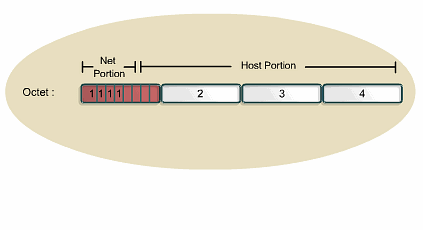 Net
Portion
Host Portion
Octet : 1 1 1 1 2 3 4